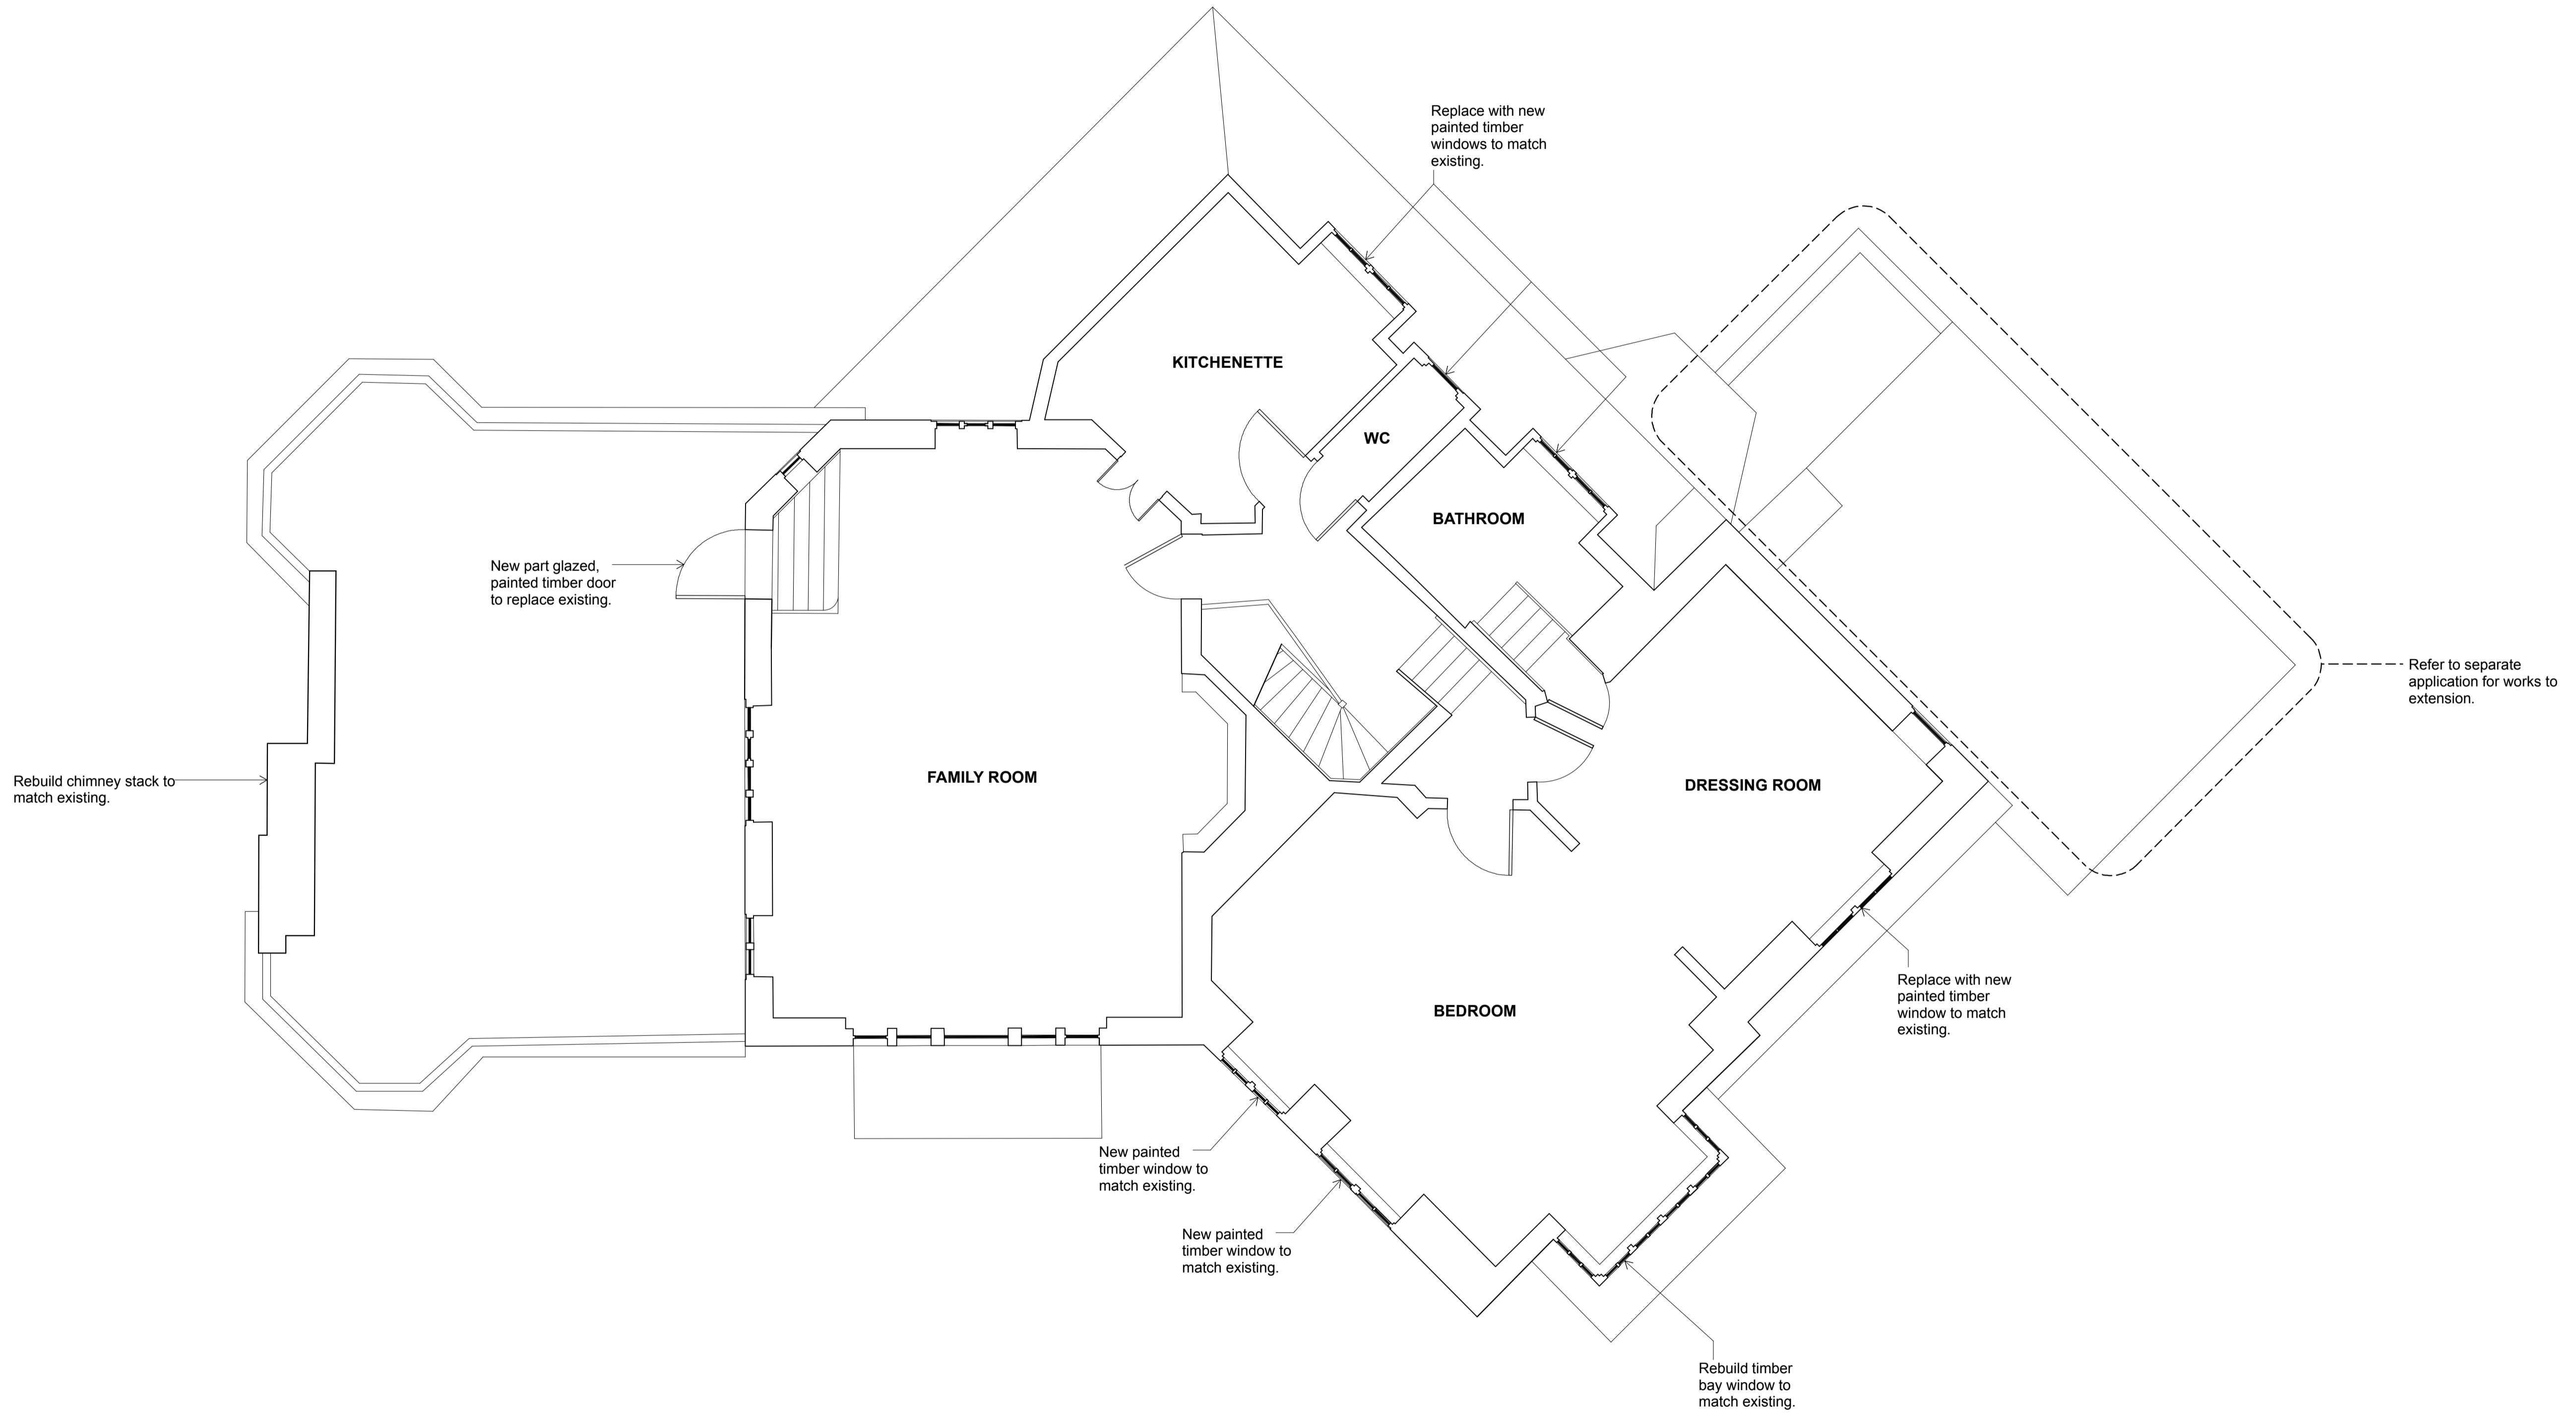 Replace with new
painted timber
windows to match
existing.
KITCHENETTE
WC
BATHROOM
New part glazed,
painted timber door
to replace existing.
Refer to separate
application for works to
extension.
FAMILY ROOM
Rebuild chimney stack to
match existing.
DRESSING ROOM
BEDROOM
Replace with new
painted timber
window to match
existing.
New painted
timber window to
match existing.
New painted
timber window to
match existing.
Rebuild timber
bay window to
match existing.